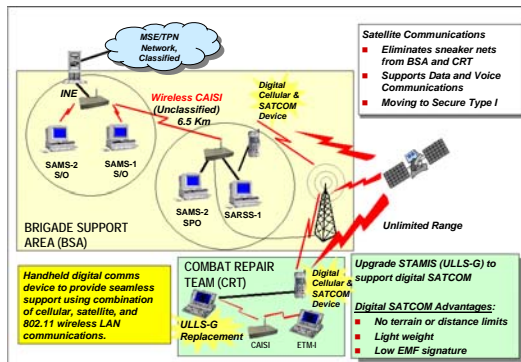 MSE/TPN
Network,
Classified
INE
Wireless CAISI
(Unclassified)
6.5 Km
Digital
Cellular &
SATCOM
Device
SAMS-2
S/O
SAMS-1
S/O
SAMS-2
SPO
SARSS-1
BRIGADE SUPPORT
AREA (BSA)
Satellite Communications
Eliminates sneaker nets
from BSA and CRT
Supports Data and Voice
Communications
Moving to Secure Type I
Unlimited Range
Handheld digital comms
device to provide seamless
support using combination
of cellular, satellite, and
802.11 wireless LAN
communications.
COMBAT REPAIR
TEAM (CRT)
Digital
Cellular &
SATCOM
Device
ULLS-G
Replacement
CAISI
ETM-I
Upgrade STAMIS (ULLS-G) to
support digital SATCOM
Digital SATCOM Advantages:
No terrain or distance limits
Light weight
Low EMF signature